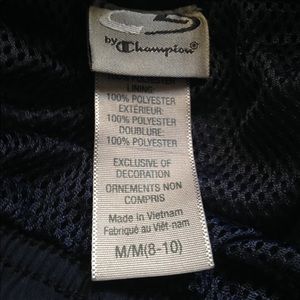 by Champion
LINING:
100% POLYESTER
EXTÉRIEUR:
100% POLYESTER
DOUBLURE:
100% POLYESTER
EXCLUSIVE OF
DECORATION
ORNEMENTS NON
COMPRIS
Made in Vietnam
Fabriqué au Viêt-nam
M/M(8-10)